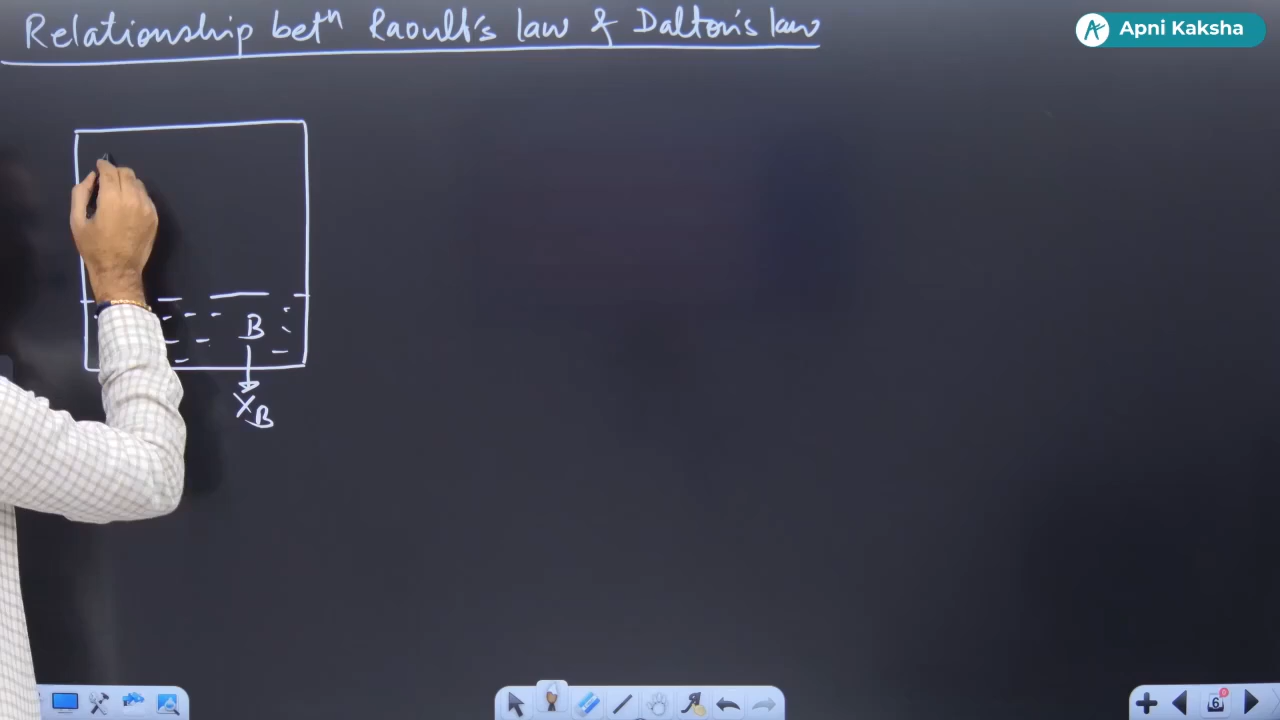 Relationship betⁿ Raoult's law & Dalton's law
Apni Kaksha
B
X_B
6